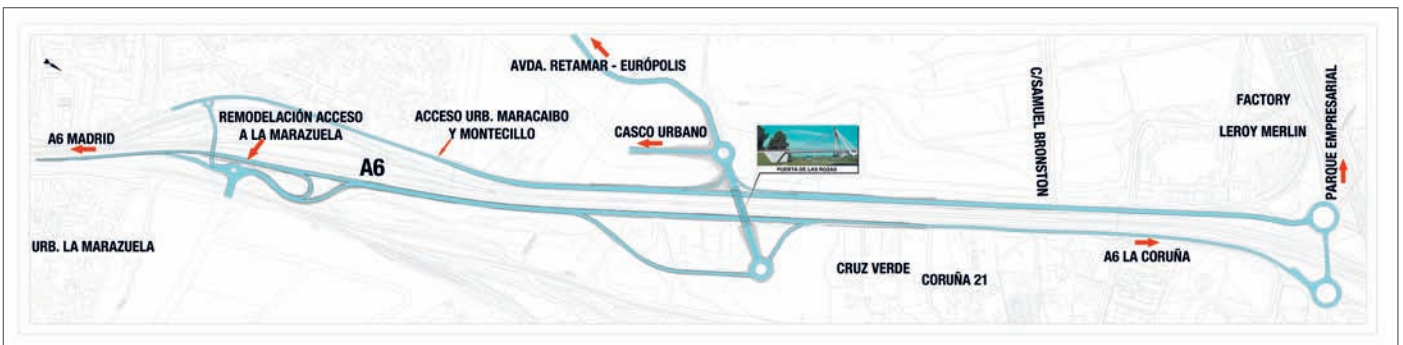 AVDA. RETAMAR - EURÓPOLIS
A6 MADRID
REMODELACIÓN ACCESO
A LA MARAZUELA
ACCESO URB. MARACAIBO
Y MONTECILLO
CASCO URBANO
A6
PUERTA DE LAS ROZAS
C/SAMUEL BRONSTON
FACTORY
LEROY MERLIN
PARQUE EMPRESARIAL
URB. LA MARAZUELA
CRUZ VERDE
CORUÑA 21
A6 LA CORUÑA